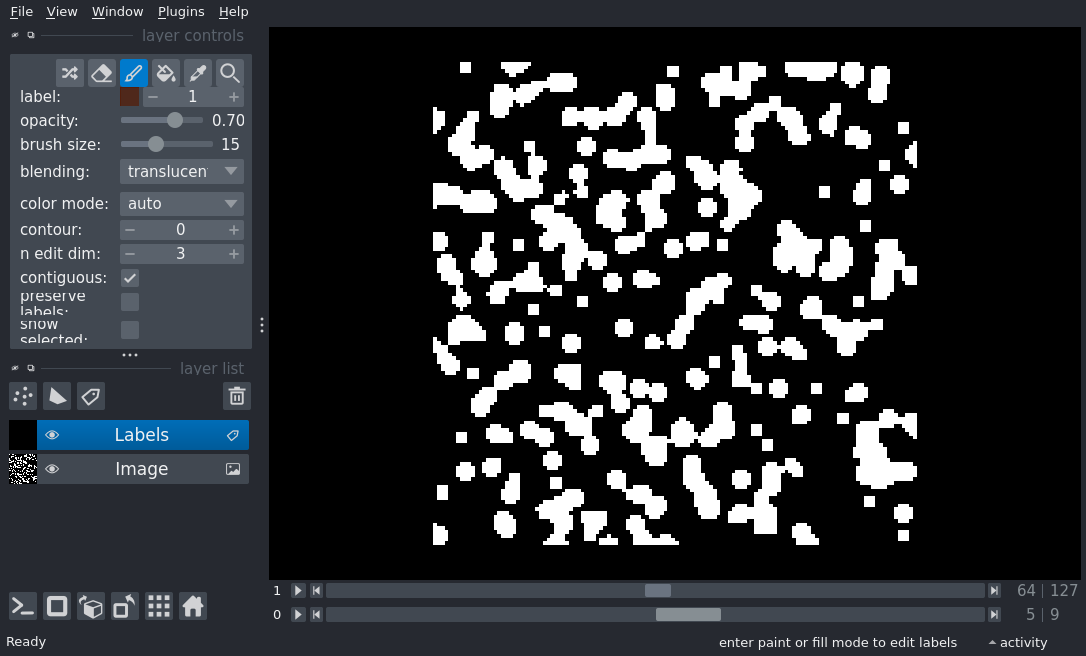 File View Window Plugins Help
layer controls
label: − 1 +
opacity: 0.70
brush size: 15
blending: translucen
color mode: auto
contour: − 0 +
n edit dim: − 3 +
contiguous:
preserve
labels:
show
selected:
layer list
Labels
Image
1 64 | 127
0 5 | 9
Ready enter paint or fill mode to edit labels activity